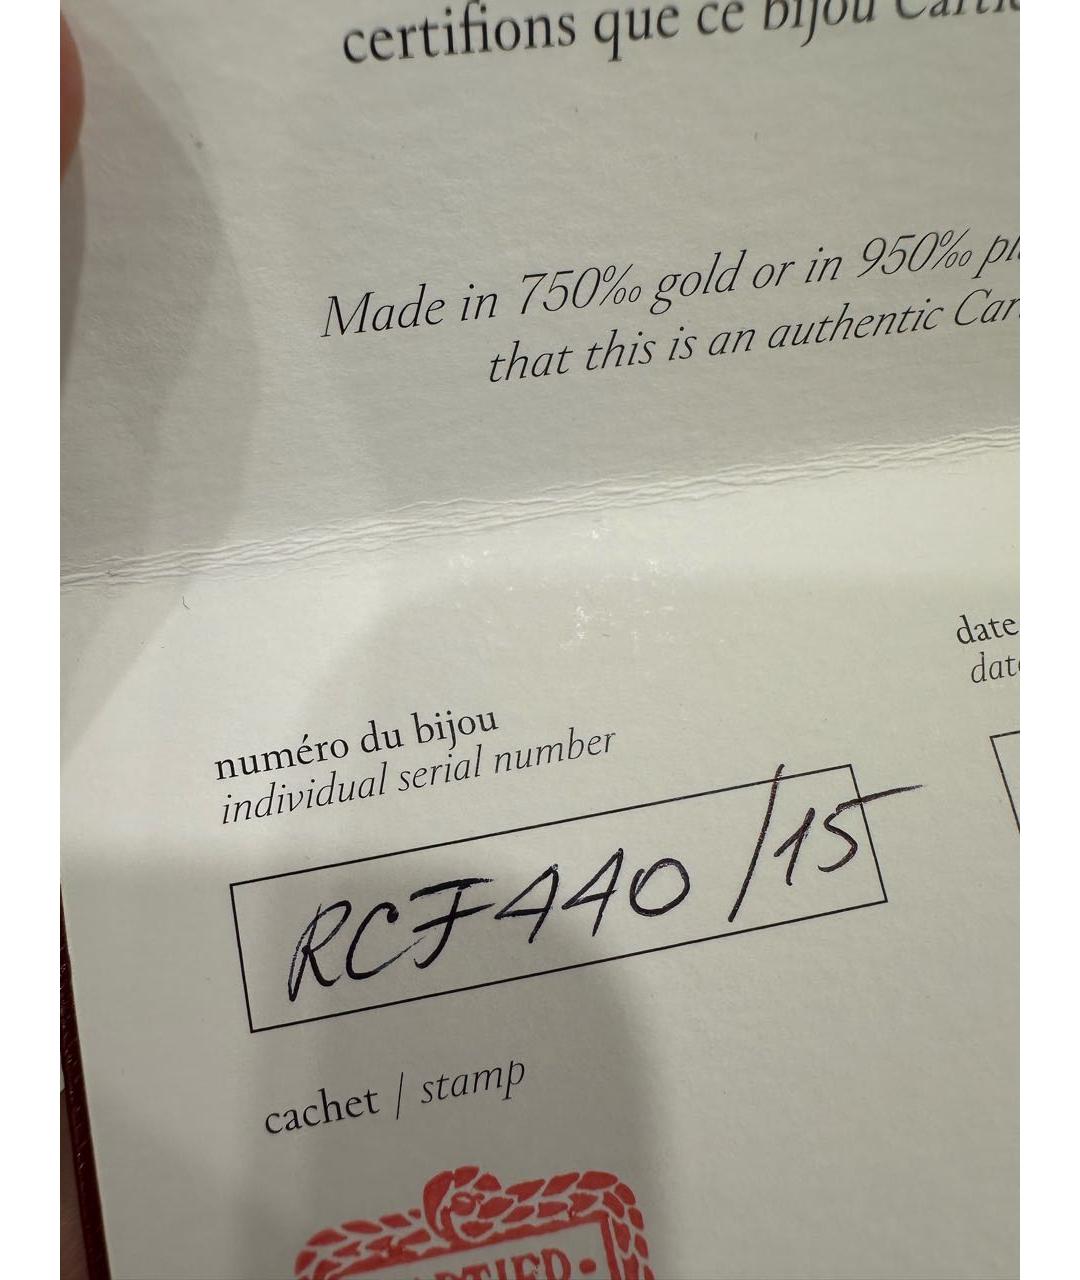 certifions que ce bijou
Made in 750‰ gold or in 950‰
that this is an authentic
date
numéro du bijou
individual serial number
RCF440 /15
cachet / stamp